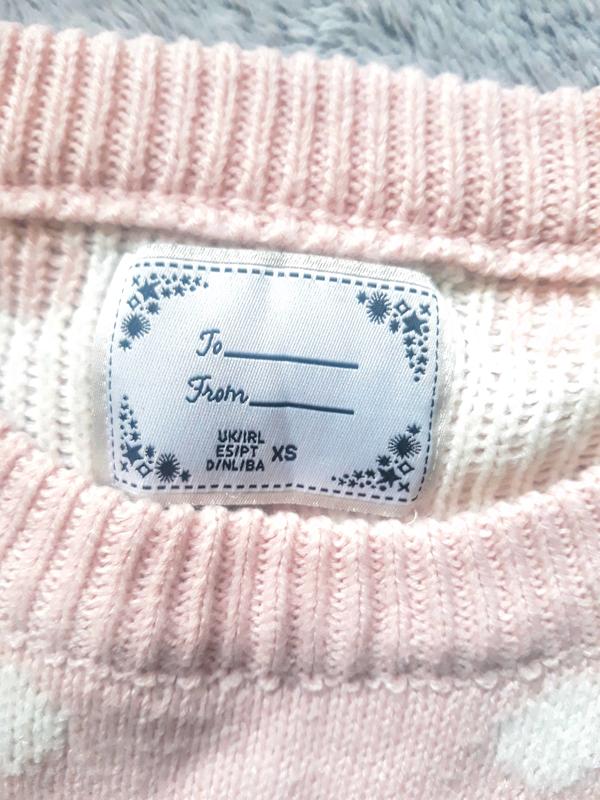 To
From
UK/IRL
ES/PT XS
D/NL/BA